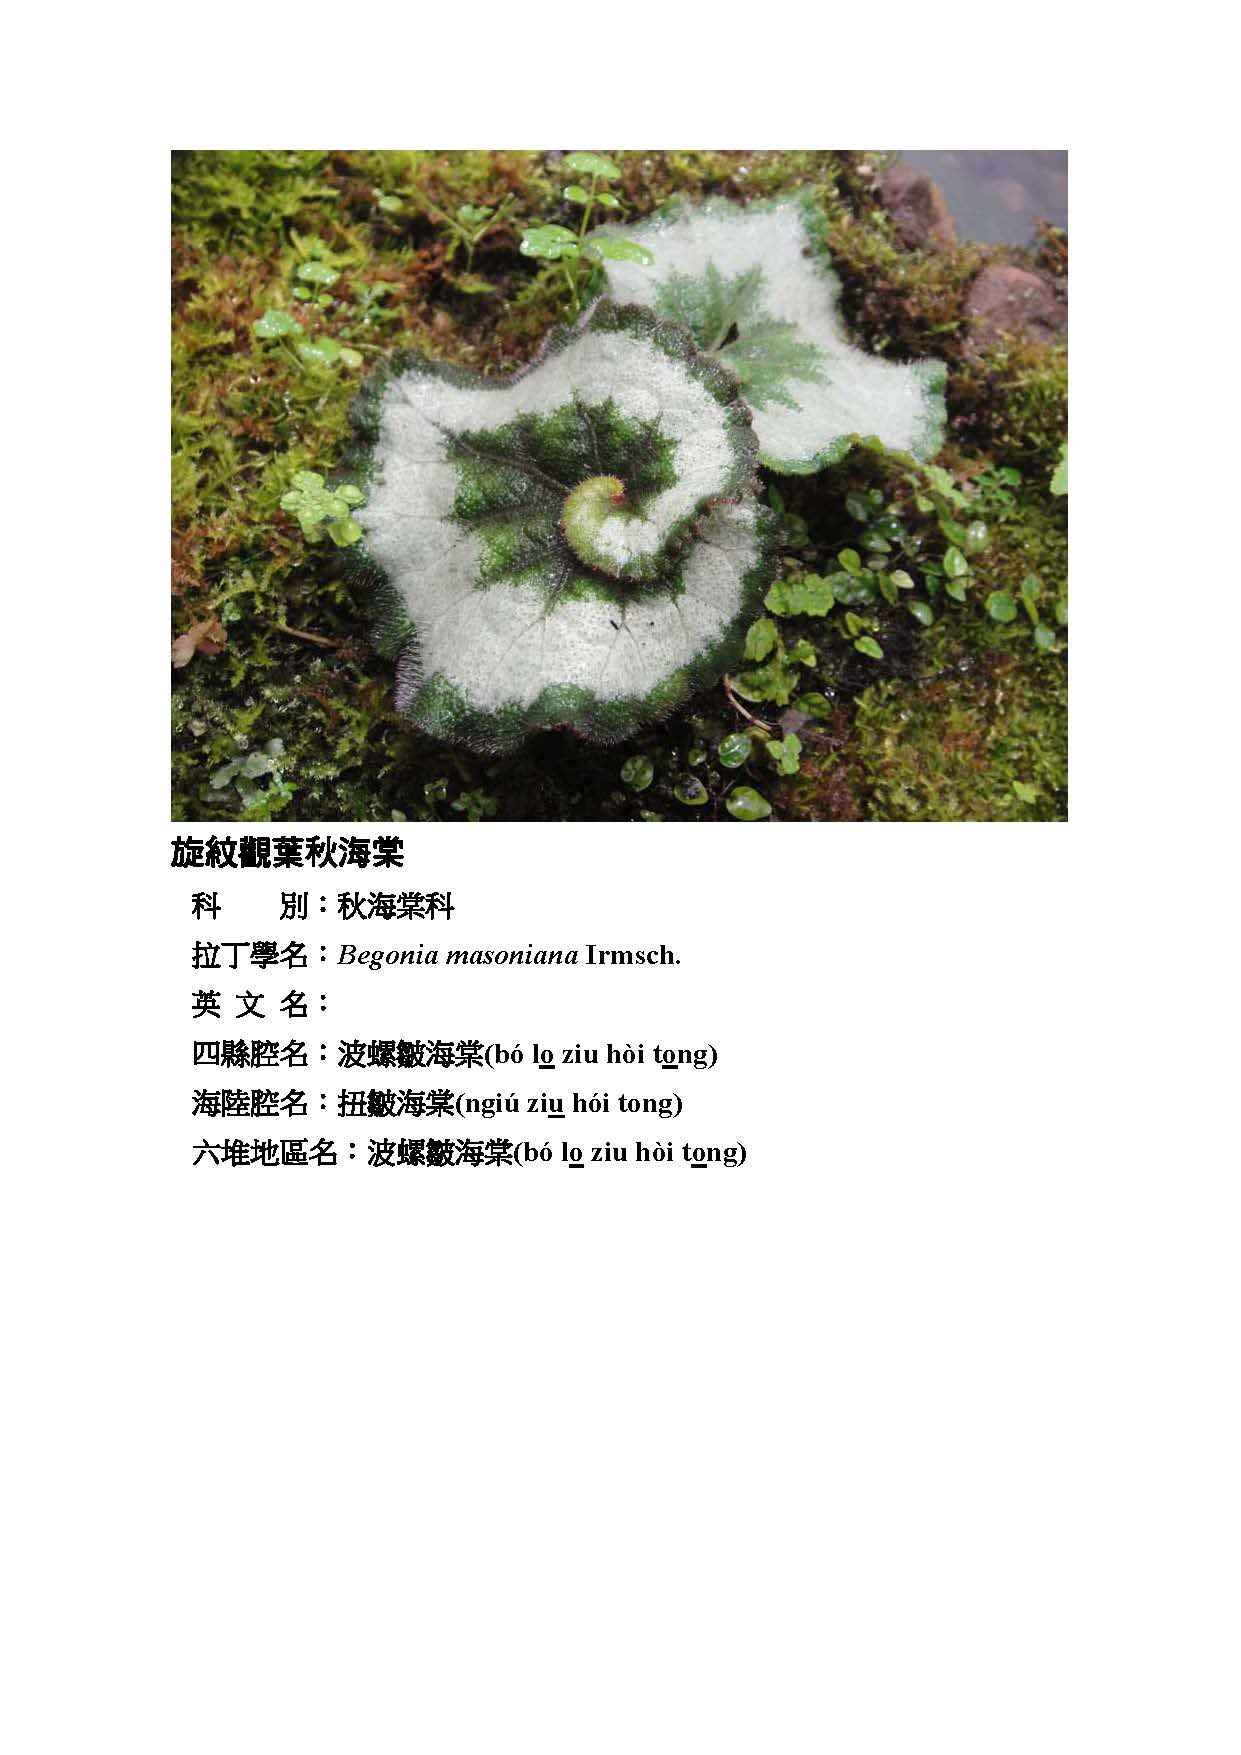 旋紋觀葉秋海棠
科　　別：秋海棠科
拉丁學名：Begonia masoniana Irmsch.
英 文 名：
四縣腔名：波螺皺海棠(bó lo ziu hòi tong)
海陸腔名：扭皺海棠(ngiú ziu hói tong)
六堆地區名：波螺皺海棠(bó lo ziu hòi tong)